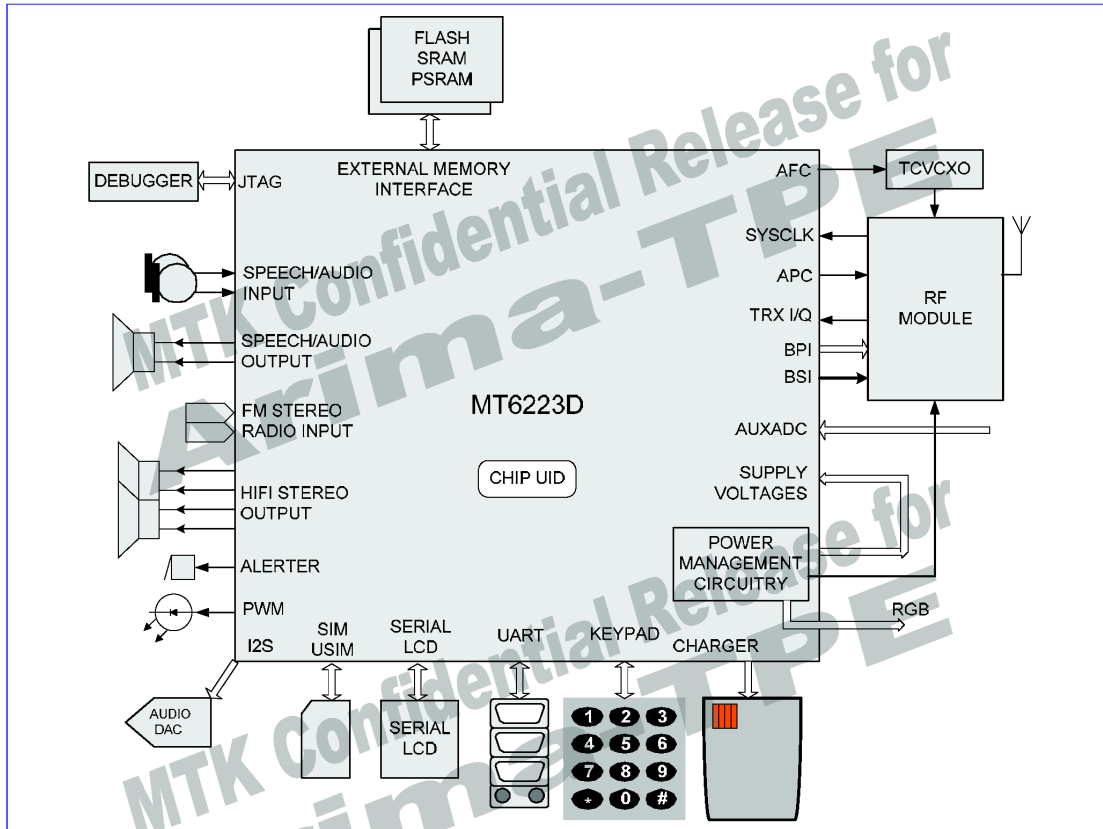 FLASH
SRAM
PSRAM
DEBUGGER
JTAG
EXTERNAL MEMORY
INTERFACE
AFC
TCVCXO
SYSCLK
SPEECH/AUDIO
INPUT
APC
RF
MODULE
TRX I/Q
SPEECH/AUDIO
OUTPUT
BPI
BSI
MT6223D
FM STEREO
RADIO INPUT
AUXADC
CHIP UID
SUPPLY
VOLTAGES
HIFI STEREO
OUTPUT
POWER
MANAGEMENT
CIRCUITRY
ALERTER
PWM
RGB
I2S
SIM
USIM
SERIAL
LCD
UART
KEYPAD
CHARGER
AUDIO
DAC
SERIAL
LCD
1 2 3
4 5 6
7 8 9
* 0 #
MTK Confidential Release for
Arima-TPE
MTK Confidential Release for
Arima-TPE